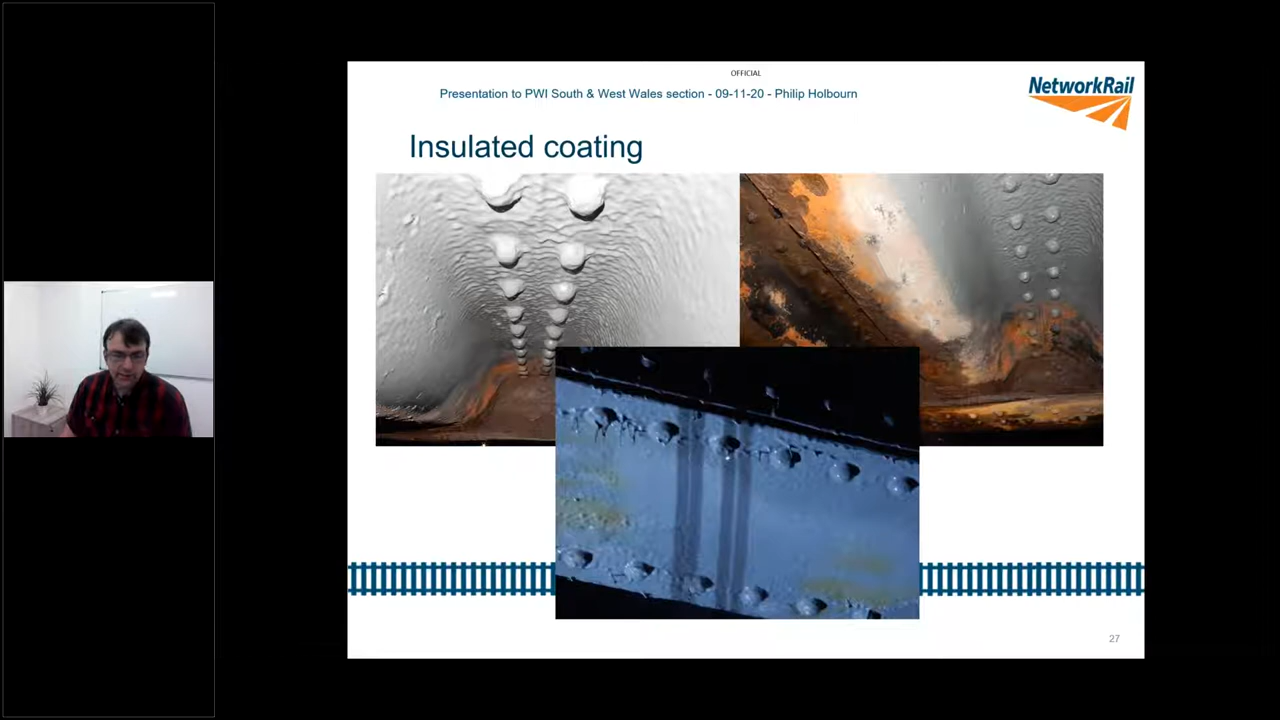 OFFICIAL
Presentation to PWI South & West Wales section - 09-11-20 - Philip Holbourn
NetworkRail
Insulated coating
27